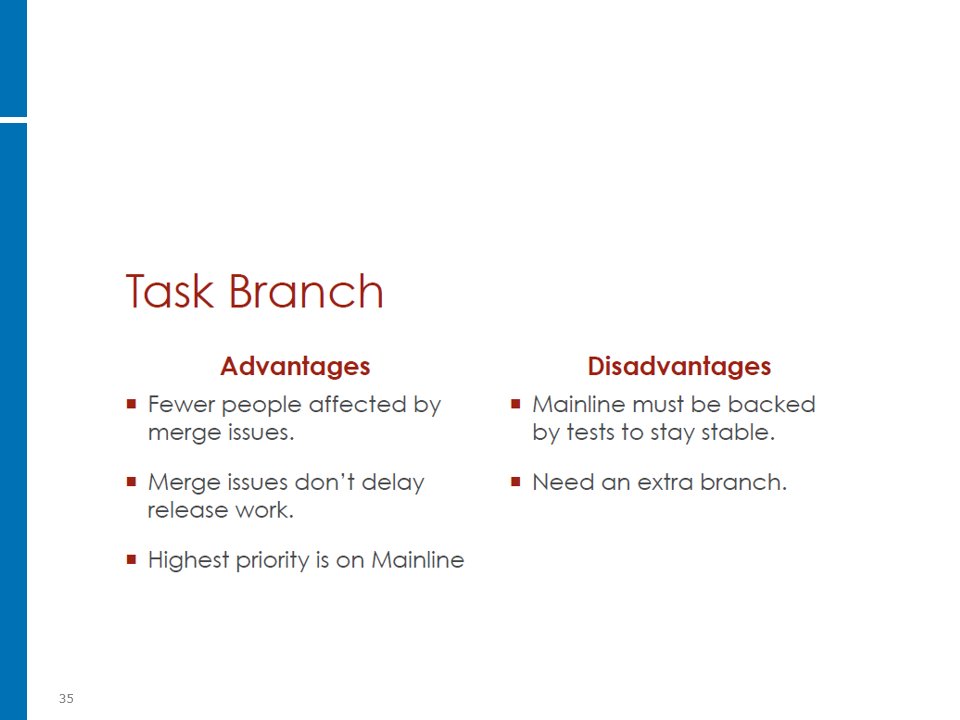 Task Branch
Advantages
▪ Fewer people affected by
merge issues.
▪ Merge issues don’t delay
release work.
▪ Highest priority is on Mainline
Disadvantages
▪ Mainline must be backed
by tests to stay stable.
▪ Need an extra branch.
35